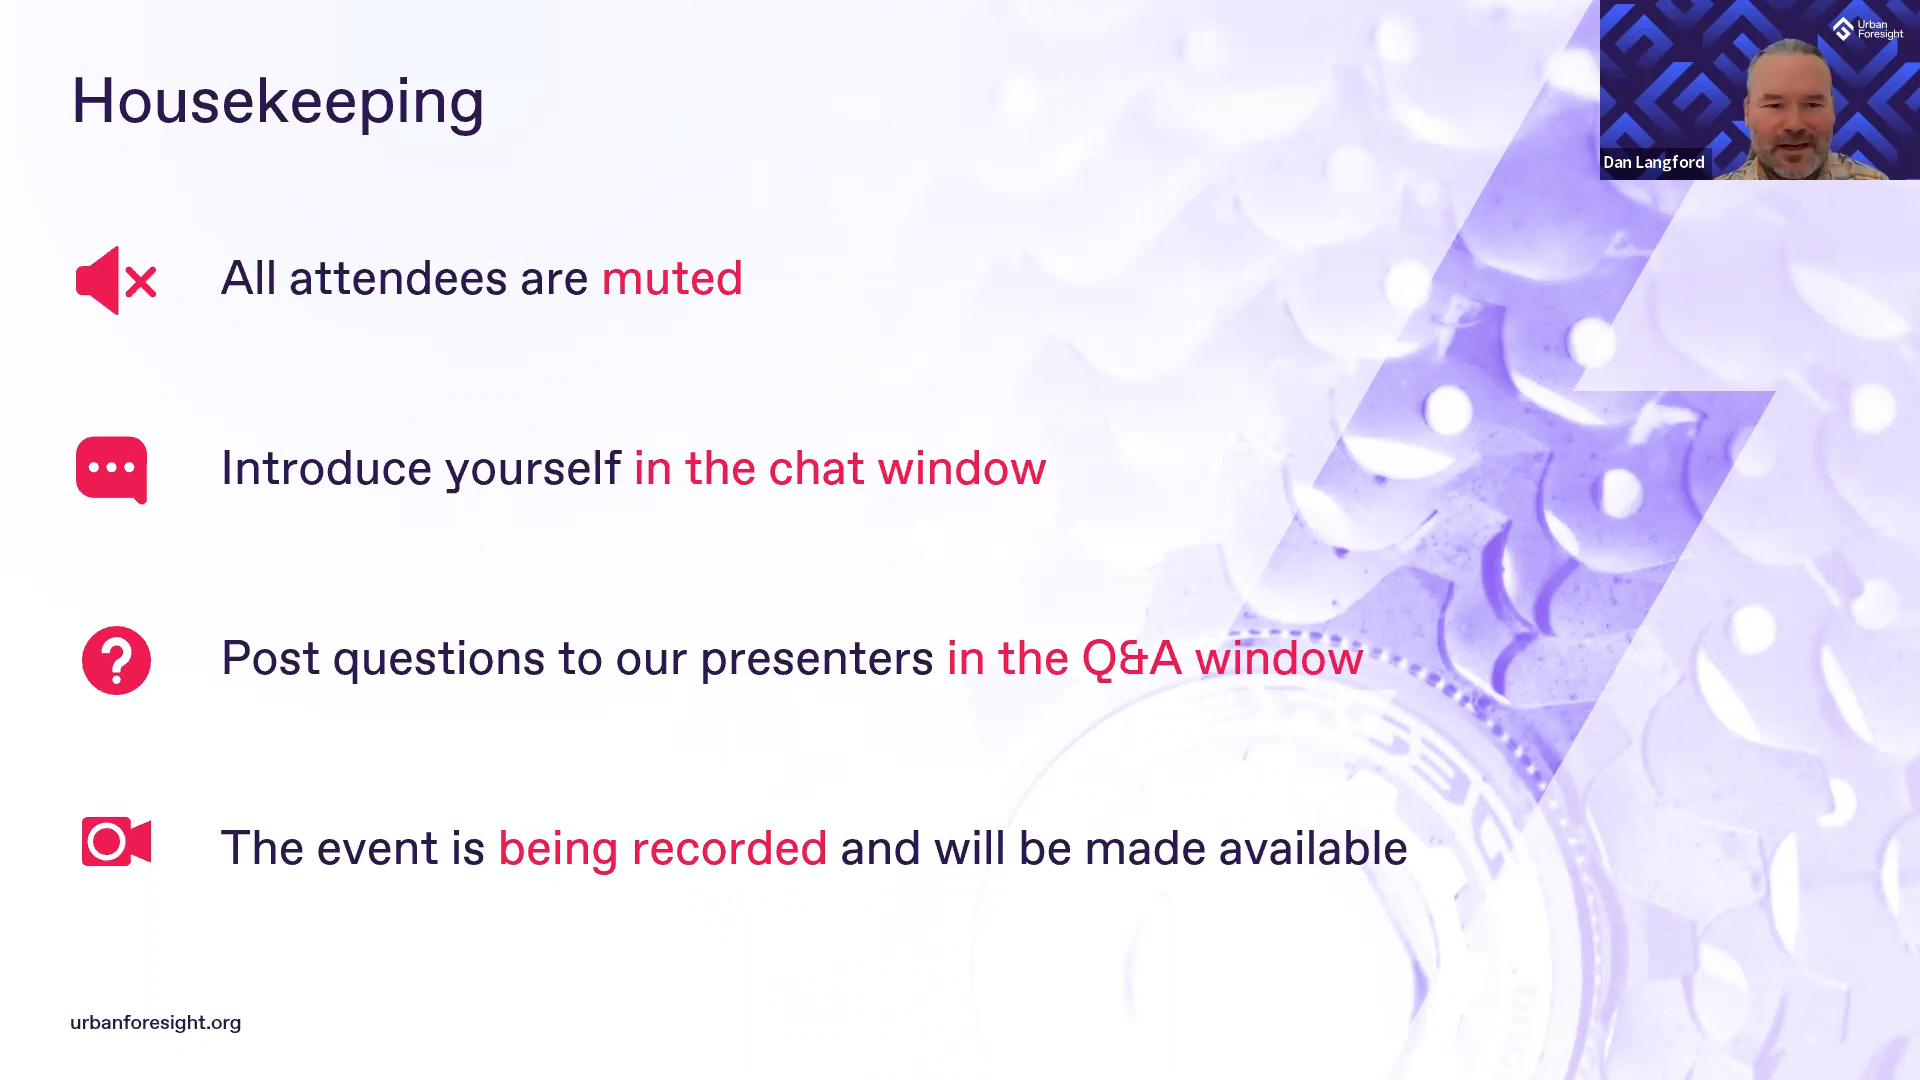 Housekeeping
Urban
Foresight
Dan Langford
All attendees are muted
Introduce yourself in the chat window
Post questions to our presenters in the Q&A window
The event is being recorded and will be made available
urbanforesight.org